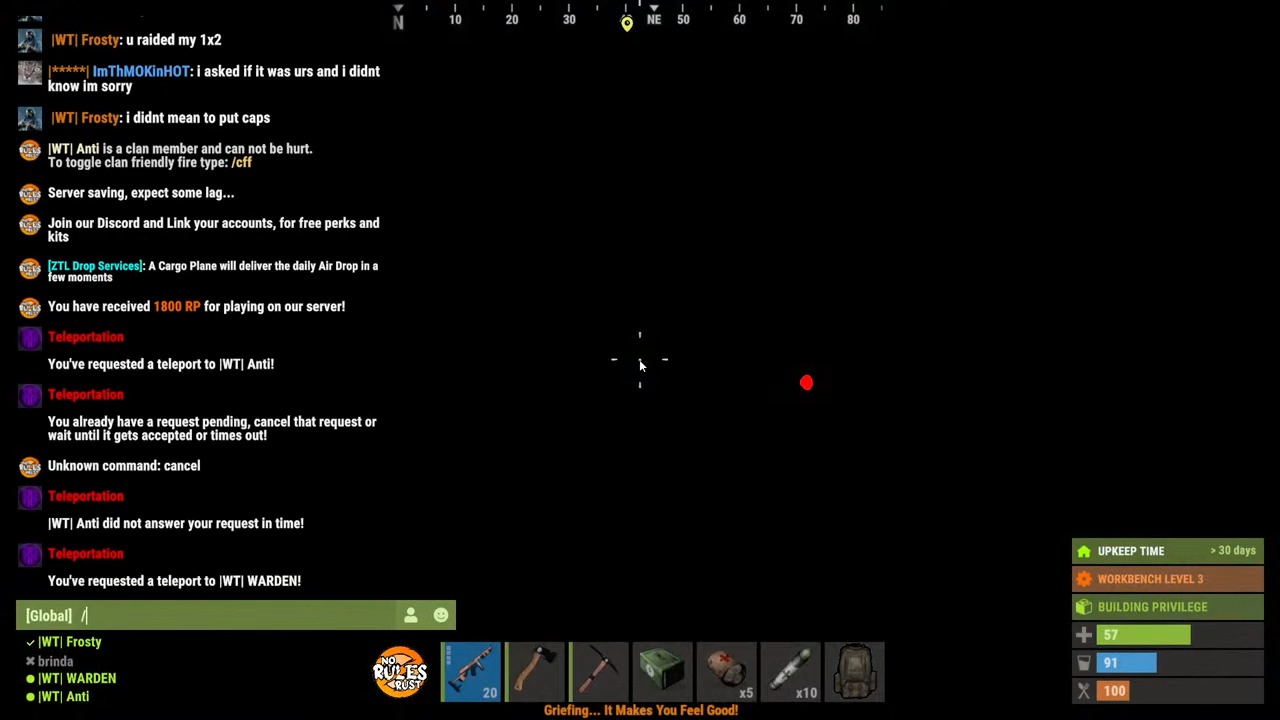 N 10 20 30 NE 50 60 70 80
|WT| Frosty: u raided my 1x2
|*****| ImThMOKinHOT: i asked if it was urs and i didnt
know im sorry
|WT| Frosty: i didnt mean to put caps
|WT| Anti is a clan member and can not be hurt.
To toggle clan friendly fire type: /cff
Server saving, expect some lag...
Join our Discord and Link your accounts, for free perks and
kits
[ZTL Drop Services]: A Cargo Plane will deliver the daily Air Drop in a
few moments
You have received 1800 RP for playing on our server!
Teleportation
You've requested a teleport to |WT| Anti!
Teleportation
You already have a request pending, cancel that request or
wait until it gets accepted or times out!
Unknown command: cancel
Teleportation
|WT| Anti did not answer your request in time!
Teleportation
You've requested a teleport to |WT| WARDEN!
[Global] /
|WT| Frosty
brinda
|WT| WARDEN
|WT| Anti
NO
RULES
RUST
20
x5
x10
Griefing... It Makes You Feel Good!
UPKEEP TIME > 30 days
WORKBENCH LEVEL 3
BUILDING PRIVILEGE
57
91
100